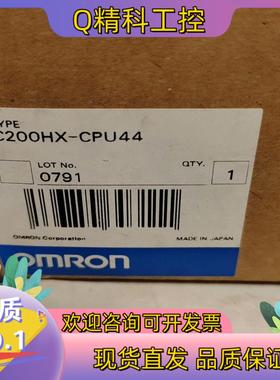 Q精科工控
YPE
C200HX-CPU44
LOT No.
QTY.
0791
1
OMRON Corporation
MADE IN JAPAN
OMRON
质
O.1
欢迎咨询可开发票
现货直发 品质保证